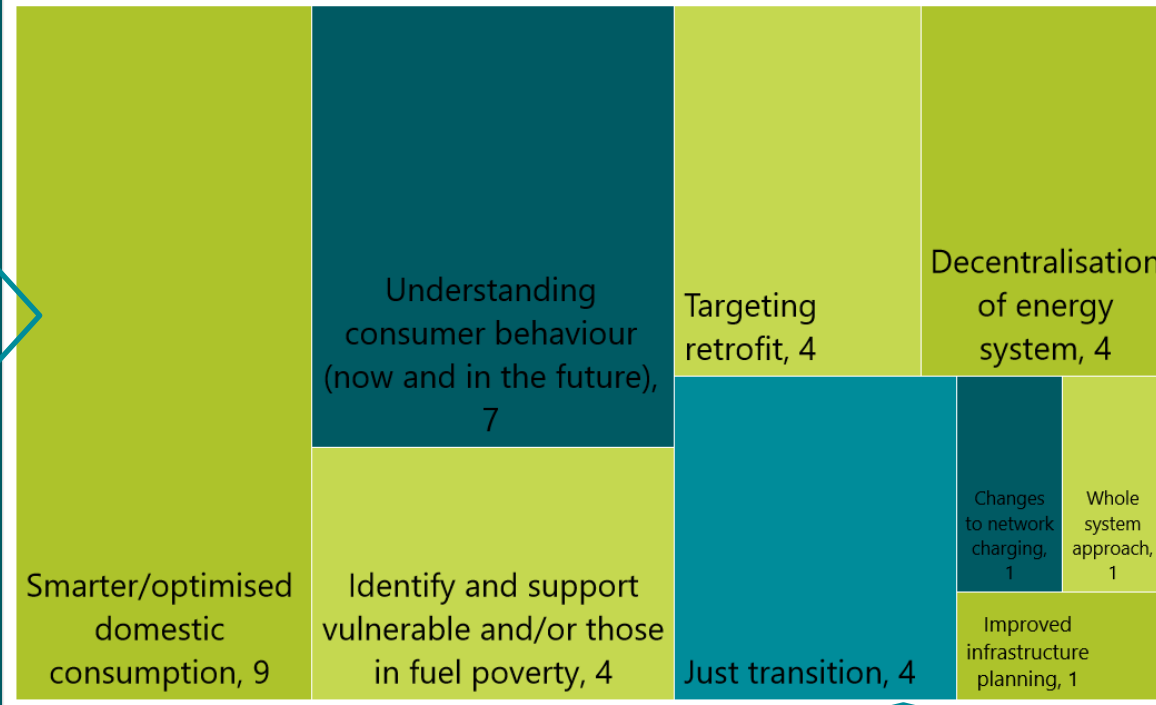 Smarter/optimised
domestic
consumption, 9
Understanding
consumer behaviour
(now and in the future),
7
Identify and support
vulnerable and/or those
in fuel poverty, 4
Targeting
retrofit, 4
Decentralisation
of energy
system, 4
Just transition, 4
Changes
to network
charging,
1
Whole
system
approach,
1
Improved
infrastructure
planning, 1